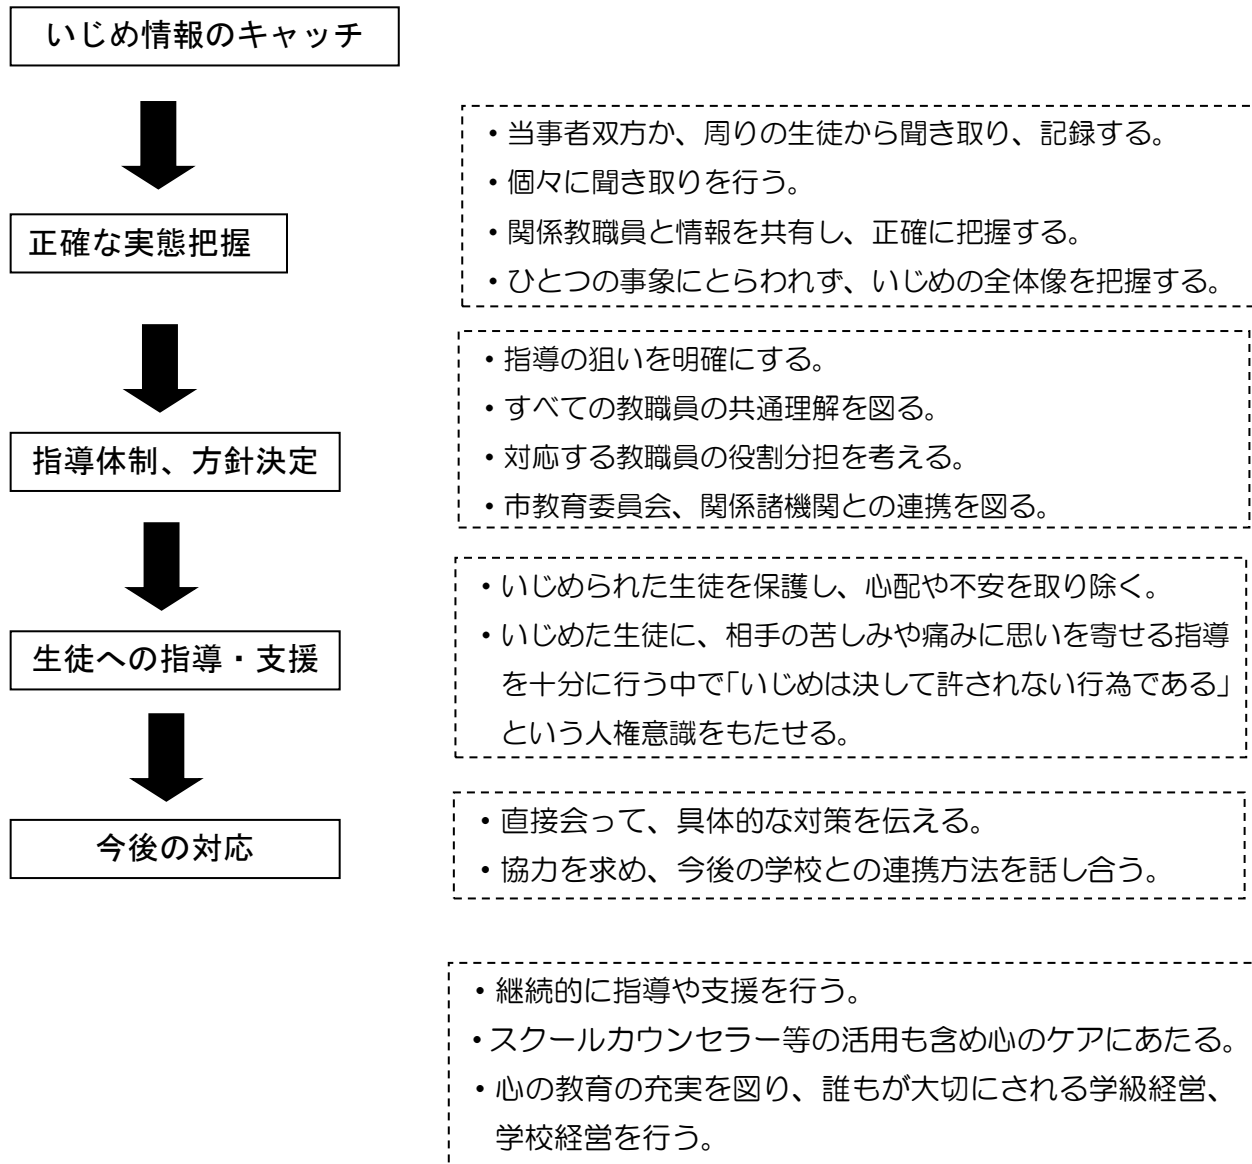 いじめ情報のキャッチ
・当事者双方か、周りの生徒から聞き取り、記録する。
・個々に聞き取りを行う。
・関係教職員と情報を共有し、正確に把握する。
・ひとつの事象にとらわれず、いじめの全体像を把握する。
正確な実態把握
・指導の狙いを明確にする。
・すべての教職員の共通理解を図る。
・対応する教職員の役割分担を考える。
・市教育委員会、関係諸機関との連携を図る。
指導体制、方針決定
・いじめられた生徒を保護し、心配や不安を取り除く。
・いじめた生徒に、相手の苦しみや痛みに思いを寄せる指導
を十分に行う中で「いじめは決して許されない行為である」
という人権意識をもたせる。
生徒への指導・支援
・直接会って、具体的な対策を伝える。
・協力を求め、今後の学校との連携方法を話し合う。
今後の対応
・継続的に指導や支援を行う。
・スクールカウンセラー等の活用も含め心のケアにあたる。
・心の教育の充実を図り、誰もが大切にされる学級経営、
学校経営を行う。